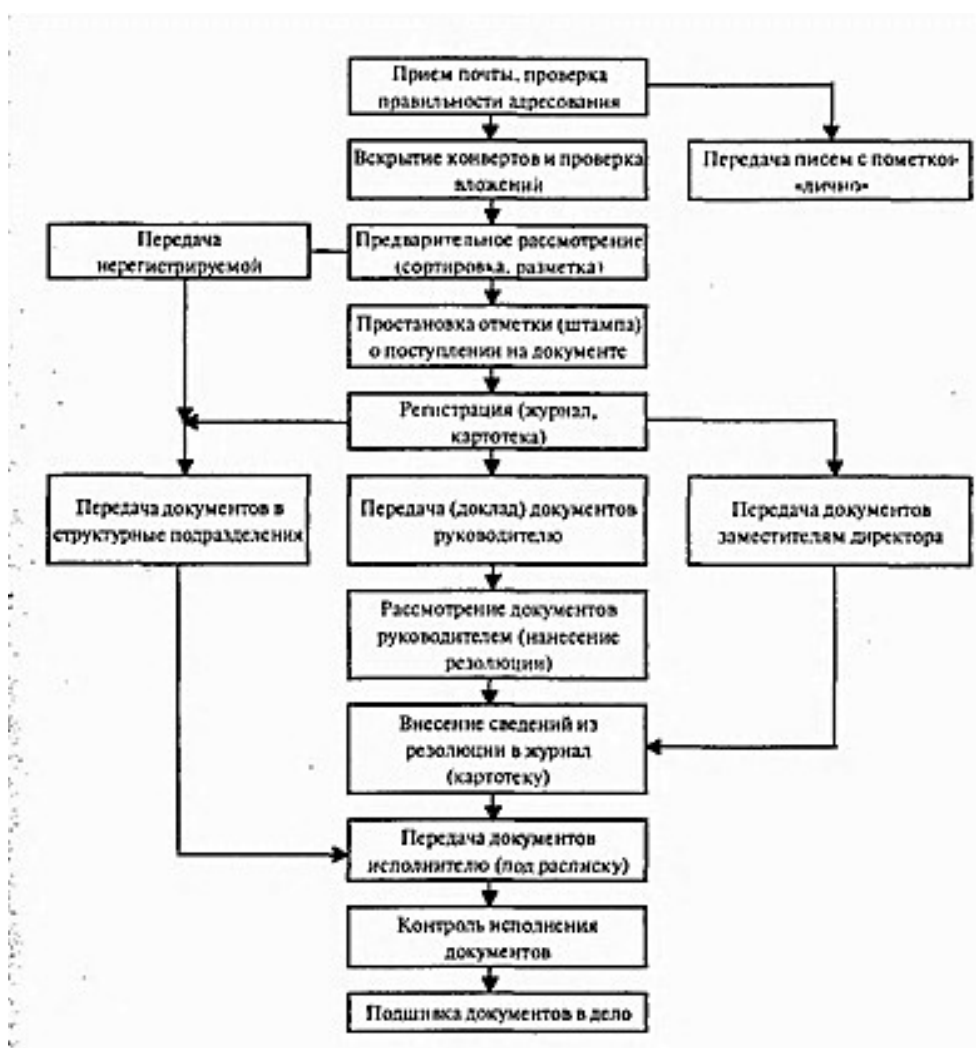 Прием почты, проверка
правильности адресования
Вскрытие конвертов и проверка
вложений
Передача писем с пометкой
«лично»
Передача
нерегистрируемой
Предварительное рассмотрение
(сортировка, разметка)
Простановка отметки (штампа)
о поступлении на документе
Регистрация (журнал,
картотека)
Передача документов в
структурные подразделения
Передача (доклад) документов
руководителю
Передача документов
заместителям директора
Рассмотрение документов
руководителем (нанесение
резолюции)
Внесение сведений из
резолюции в журнал
(картотеку)
Передача документов
исполнителю (под расписку)
Контроль исполнения
документов
Подшивка документов в дело